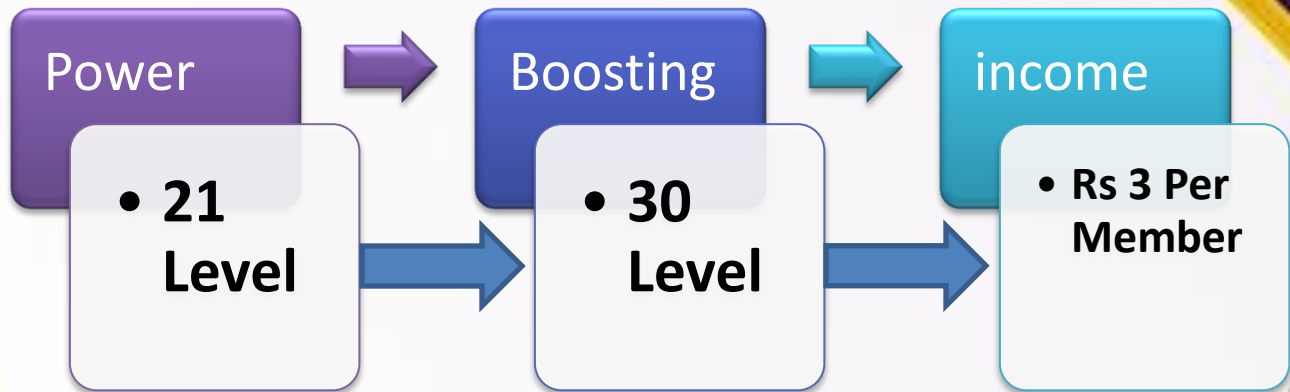 Power
• 21
Level
Boosting
• 30
Level
income
• Rs 3 Per
Member